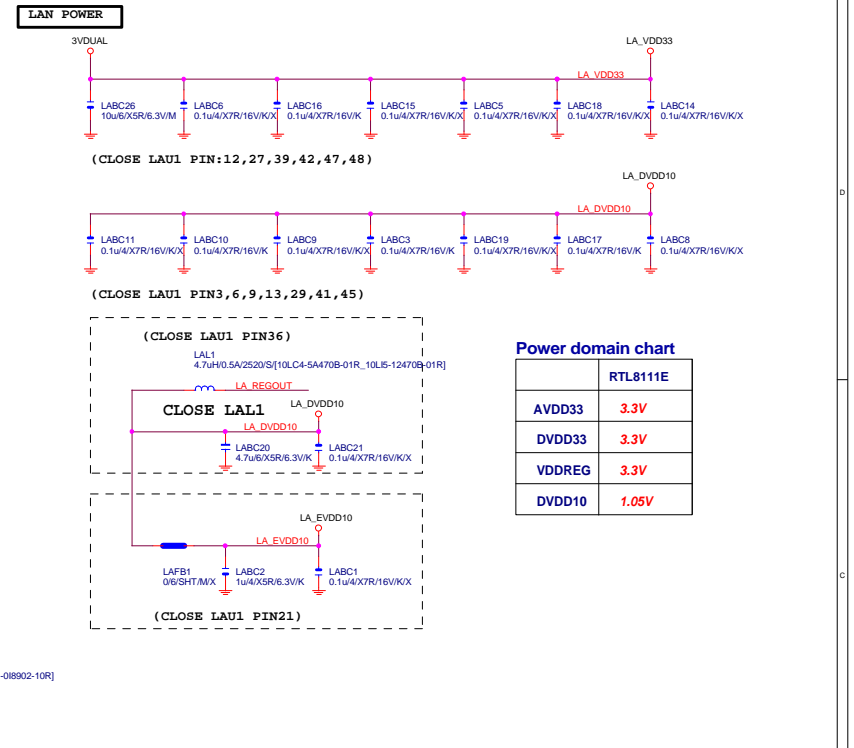 LAN POWER
3VDUAL
LA_VDD33
LA_VDD33
LABC26
10u/6/X5R/6.3V/M
LABC6
0.1u/4/X7R/16V/K/X
LABC16
0.1u/4/X7R/16V/K
LABC15
0.1u/4/X7R/16V/K/X
LABC5
0.1u/4/X7R/16V/K/X
LABC18
0.1u/4/X7R/16V/K/X
LABC14
0.1u/4/X7R/16V/K/X
(CLOSE LAU1 PIN:12,27,39,42,47,48)
LA_DVDD10
LA_DVDD10
LABC11
0.1u/4/X7R/16V/K/X
LABC10
0.1u/4/X7R/16V/K
LABC9
0.1u/4/X7R/16V/K/X
LABC3
0.1u/4/X7R/16V/K
LABC19
0.1u/4/X7R/16V/K/X
LABC17
0.1u/4/X7R/16V/K
LABC8
0.1u/4/X7R/16V/K/X
(CLOSE LAU1 PIN3,6,9,13,29,41,45)
(CLOSE LAU1 PIN36)
LAL1
4.7uH/0.5A/2520/S/[10LC4-5A470B-01R_10LI5-12470B-01R]
LA_REGOUT
CLOSE LAL1
LA_DVDD10
LA_DVDD10
LABC20
4.7u/6/X5R/6.3V/K
LABC21
0.1u/4/X7R/16V/K/X
LA_EVDD10
LA_EVDD10
LAFB1
0/6/SHT/M/X
LABC2
1u/4/X5R/6.3V/K
LABC1
0.1u/4/X7R/16V/K/X
(CLOSE LAU1 PIN21)
Power domain chart
RTL8111E
AVDD33 3.3V
DVDD33 3.3V
VDDREG 3.3V
DVDD10 1.05V
D
C
-0I8902-10R]